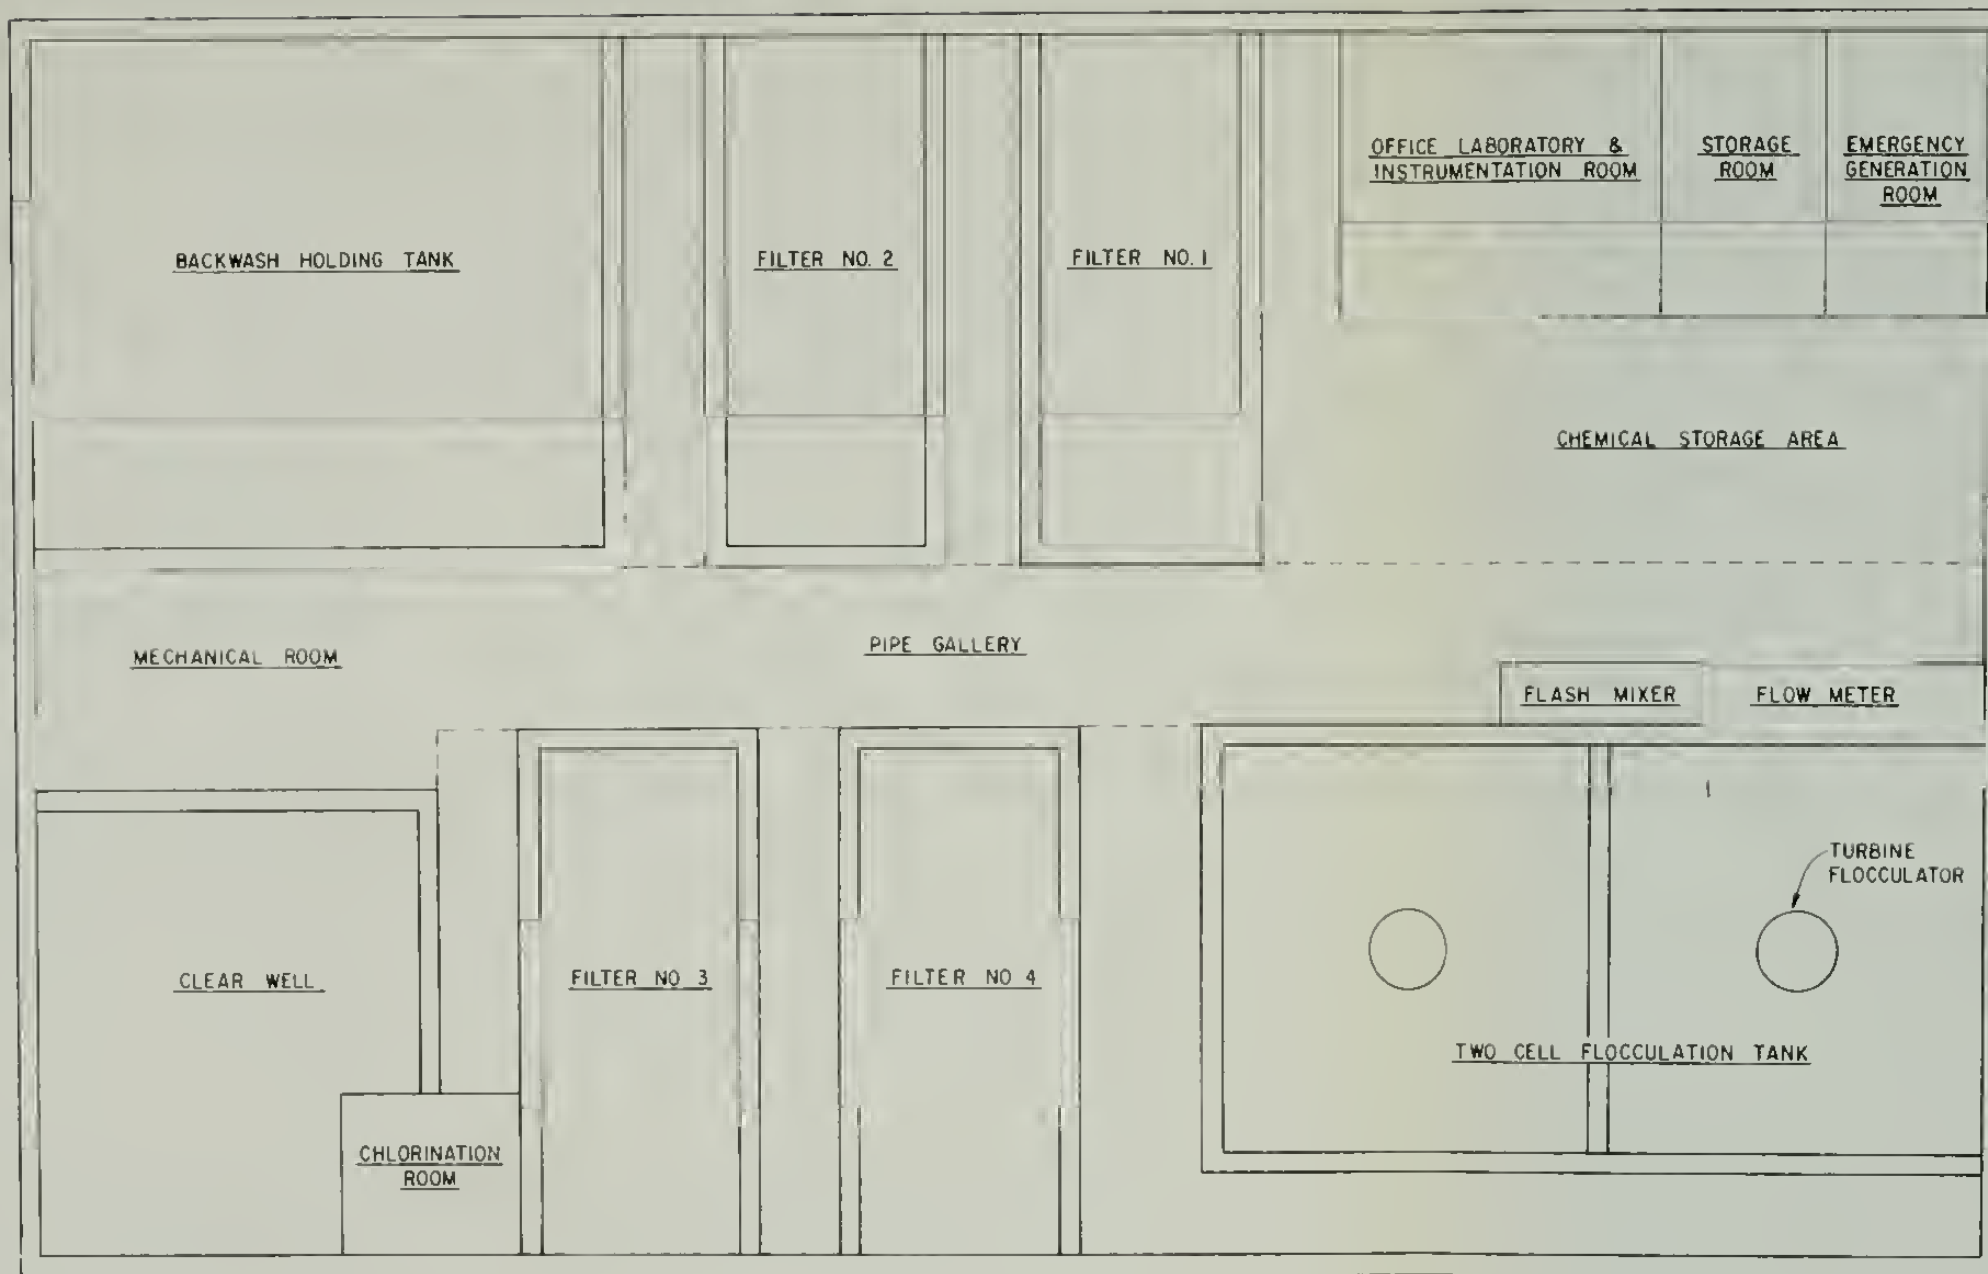 OFFICE LABORATORY &
INSTRUMENTATION ROOM
STORAGE
ROOM
EMERGENCY
GENERATION
ROOM
BACKWASH HOLDING TANK
FILTER NO. 2
FILTER NO. 1
CHEMICAL STORAGE AREA
MECHANICAL ROOM
PIPE GALLERY
FLASH MIXER
FLOW METER
TURBINE
FLOCCULATOR
CLEAR WELL
FILTER NO 3
FILTER NO 4
TWO CELL FLOCCULATION TANK
CHLORINATION
ROOM